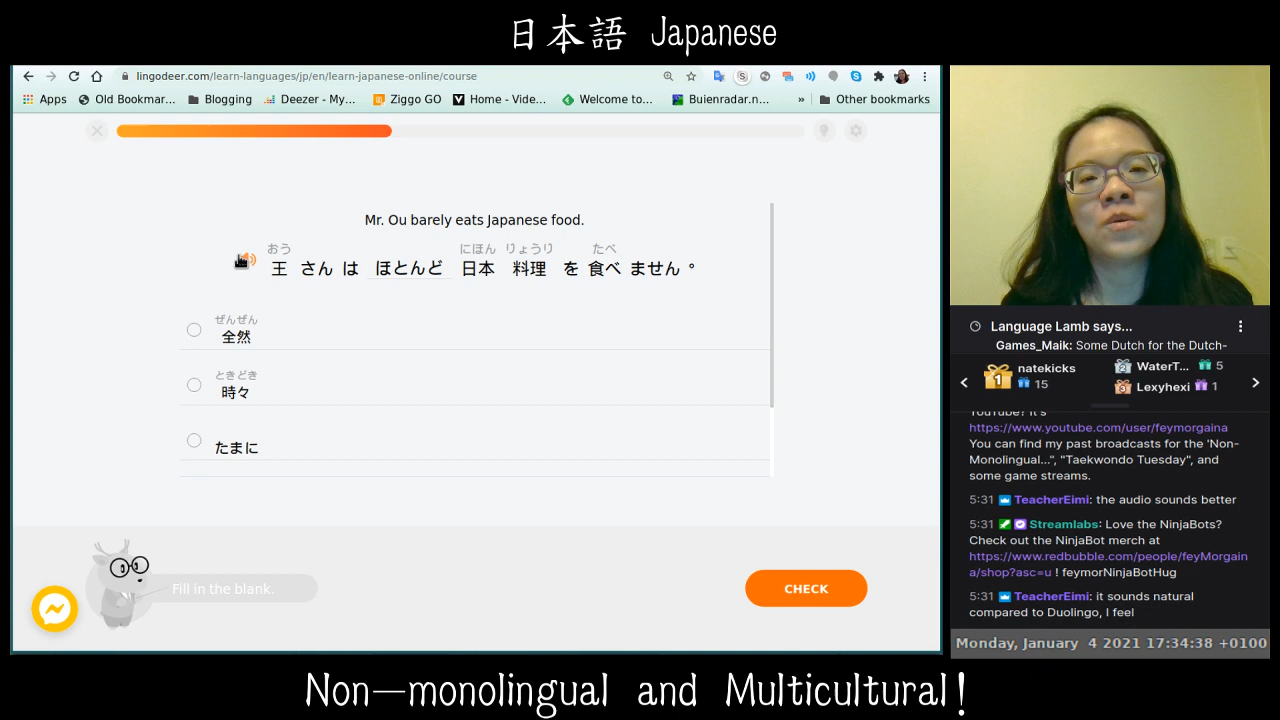 日本語 Japanese
lingodeer.com/learn-languages/jp/en/learn-japanese-online/course
Apps Old Bookmar... Blogging Deezer - My... Ziggo GO Home - Vide... Welcome to... Buienradar.n... » Other bookmarks
Mr. Ou barely eats Japanese food.
おう にほん りょうり たべ
王 さん は ほとんど 日本 料理 を 食べ ません 。
ぜんぜん
全然
ときどき
時々
たまに
Fill in the blank.
CHECK
Language Lamb says...
Games_Maik: Some Dutch for the Dutch-
1 natekicks
15
2 WaterT... 5
3 Lexyhexi 1
YouTube? It's
https://www.youtube.com/user/feymorgaina
You can find my past broadcasts for the 'Non-
Monolingual...", "Taekwondo Tuesday", and
some game streams.
5:31 TeacherEimi: the audio sounds better
5:31 Streamlabs: Love the NinjaBots?
Check out the NinjaBot merch at
https://www.redbubble.com/people/feyMorgain
a/shop?asc=u ! feymorNinjaBotHug
5:31 TeacherEimi: it sounds natural
compared to Duolingo, I feel
Monday, January 4 2021 17:34:38 +0100
Non-monolingual and Multicultural!